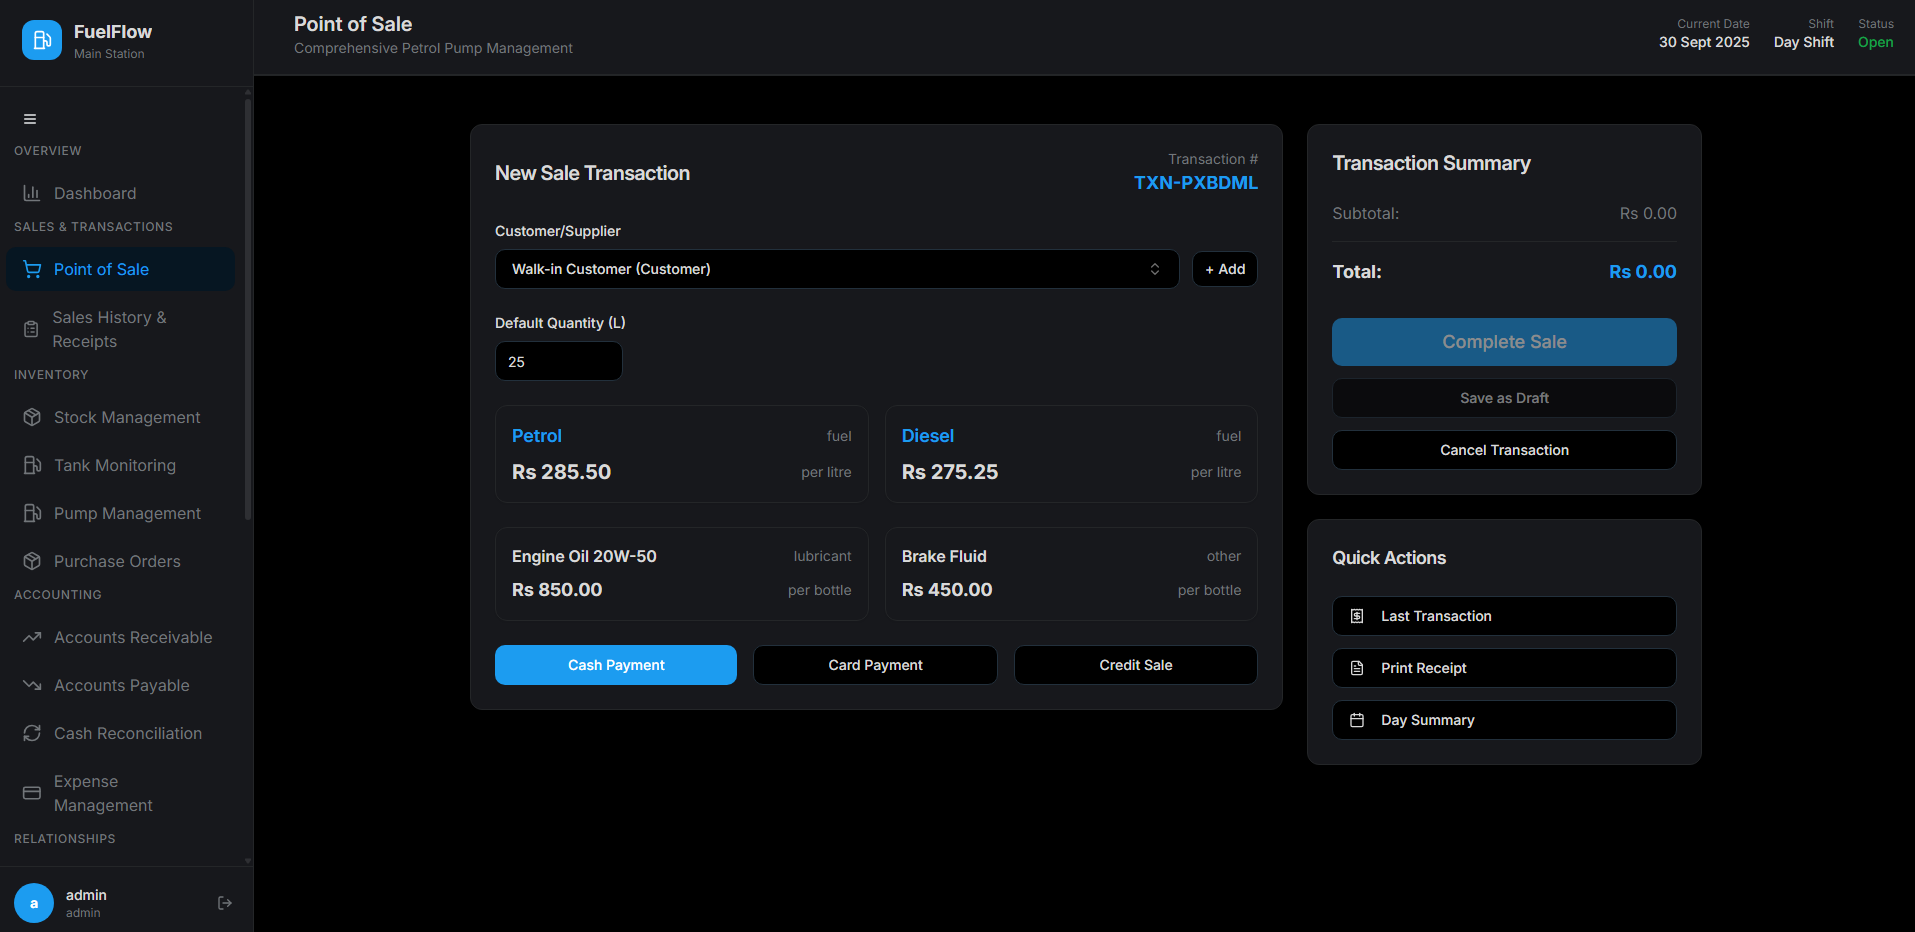 FuelFlow
Main Station
OVERVIEW
Dashboard
SALES & TRANSACTIONS
Point of Sale
Sales History &
Receipts
INVENTORY
Stock Management
Tank Monitoring
Pump Management
Purchase Orders
ACCOUNTING
Accounts Receivable
Accounts Payable
Cash Reconciliation
Expense
Management
RELATIONSHIPS
a
admin
admin
Point of Sale
Comprehensive Petrol Pump Management
Current Date
30 Sept 2025
Shift
Day Shift
Status
Open
New Sale Transaction
Transaction #
TXN-PXBDML
Customer/Supplier
Walk-in Customer (Customer)
+ Add
Default Quantity (L)
25
Petrol
fuel
Rs 285.50
per litre
Diesel
fuel
Rs 275.25
per litre
Engine Oil 20W-50
lubricant
Rs 850.00
per bottle
Brake Fluid
other
Rs 450.00
per bottle
Cash Payment
Card Payment
Credit Sale
Transaction Summary
Subtotal:
Rs 0.00
Total:
Rs 0.00
Complete Sale
Save as Draft
Cancel Transaction
Quick Actions
Last Transaction
Print Receipt
Day Summary